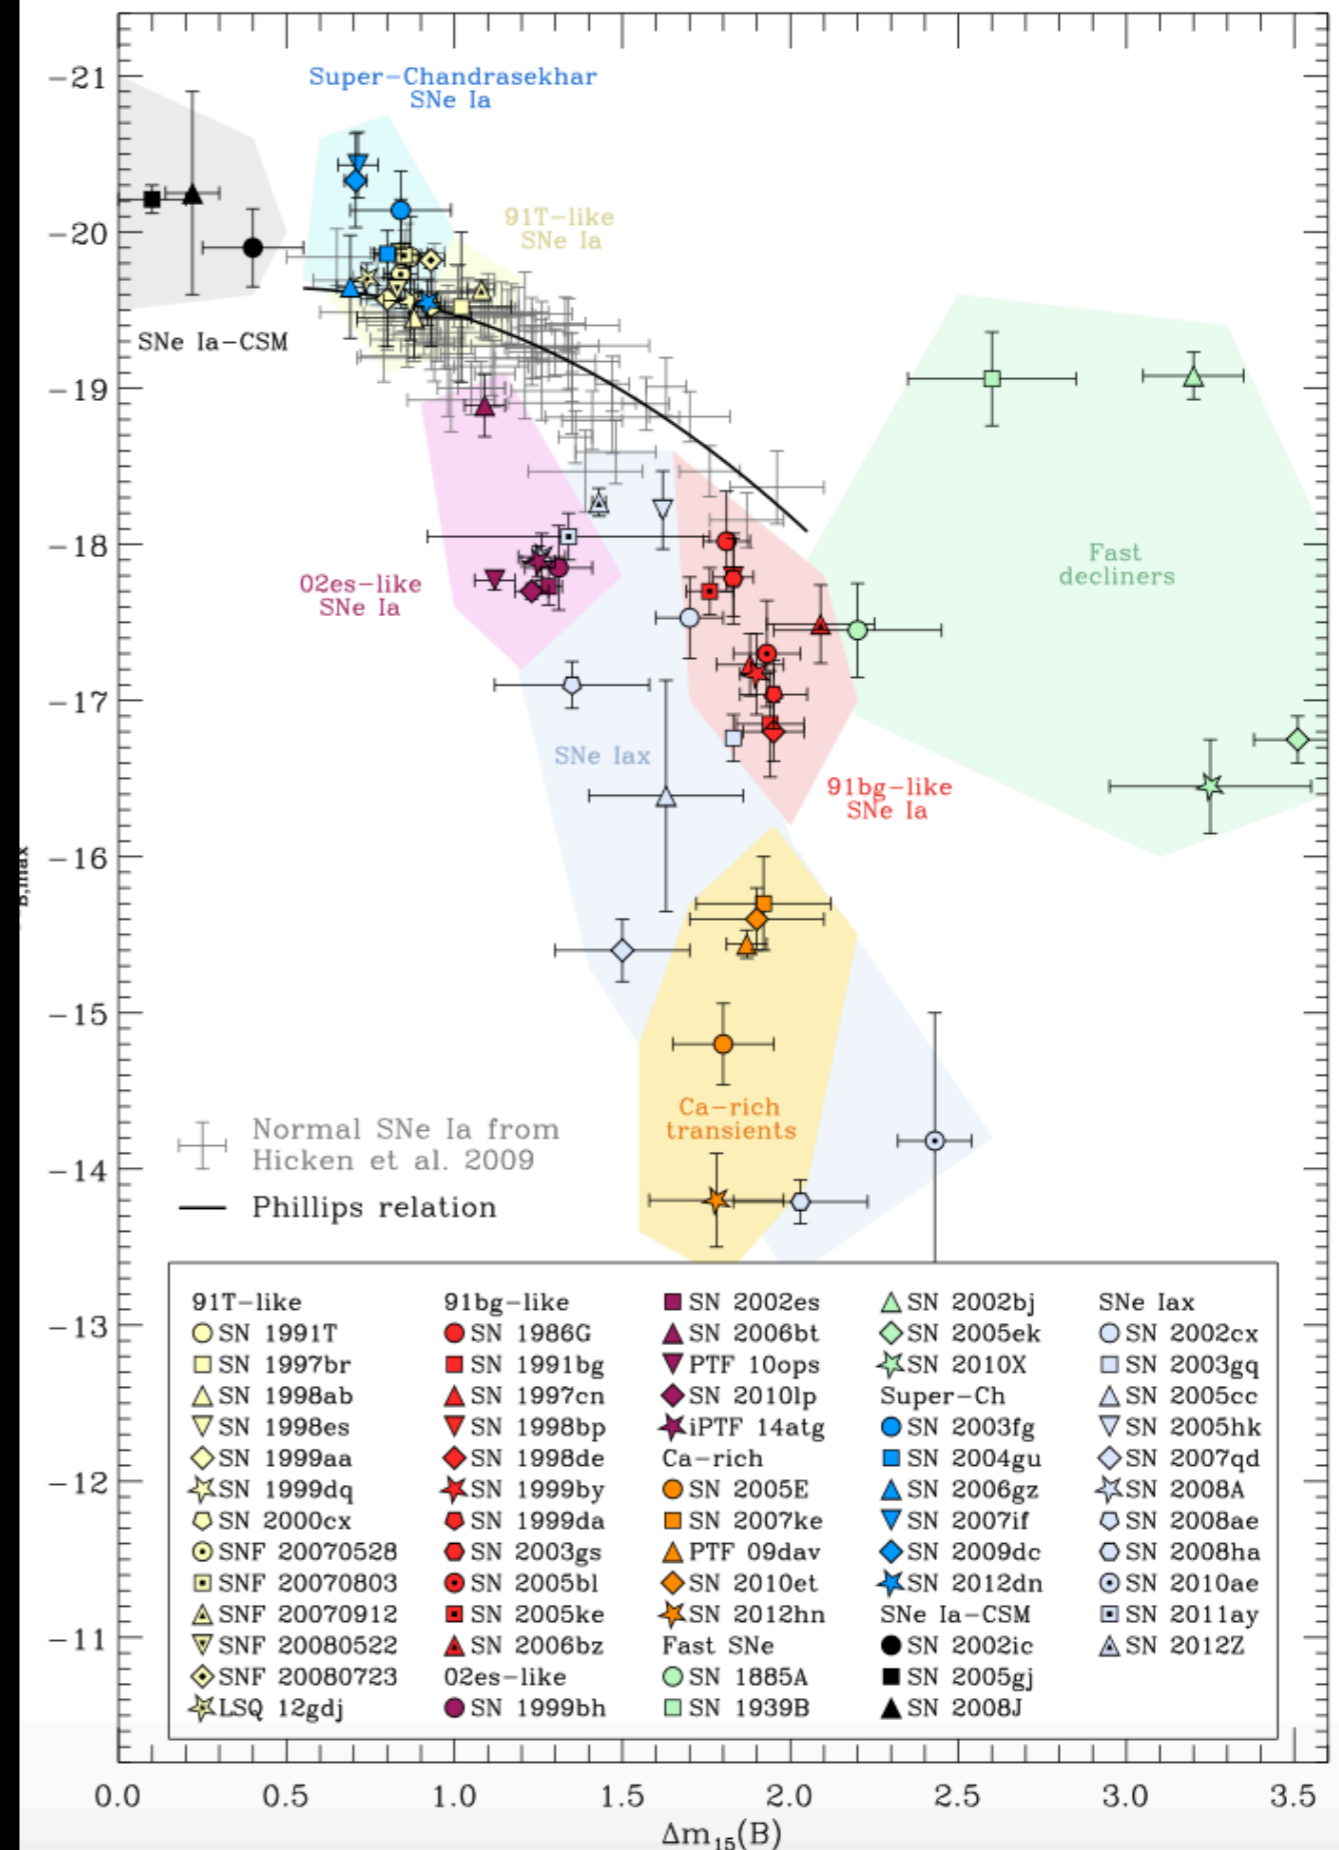 −21
−20
−19
−18
−17
−16
−15
−14
−13
−12
−11
B,max
Super−Chandrasekhar
SNe Ia
91T−like
SNe Ia
SNe Ia−CSM
02es−like
SNe Ia
Fast
decliners
SNe Iax
91bg−like
SNe Ia
Ca−rich
transients
Normal SNe Ia from
Hicken et al. 2009
Phillips relation
91T−like
SN 1991T
SN 1997br
SN 1998ab
SN 1998es
SN 1999aa
SN 1999dq
SN 2000cx
SNF 20070528
SNF 20070803
SNF 20070912
SNF 20080522
SNF 20080723
LSQ 12gdj
91bg−like
SN 1986G
SN 1991bg
SN 1997cn
SN 1998bp
SN 1998de
SN 1999by
SN 1999da
SN 2003gs
SN 2005bl
SN 2005ke
SN 2006bz
02es−like
SN 1999bh
SN 2002es
SN 2006bt
PTF 10ops
SN 2010lp
iPTF 14atg
Ca−rich
SN 2005E
SN 2007ke
PTF 09dav
SN 2010et
SN 2012hn
Fast SNe
SN 1885A
SN 1939B
SN 2002bj
SN 2005ek
SN 2010X
Super−Ch
SN 2003fg
SN 2004gu
SN 2006gz
SN 2007if
SN 2009dc
SN 2012dn
SNe Ia−CSM
SN 2002ic
SN 2005gj
SN 2008J
SNe Iax
SN 2002cx
SN 2003gq
SN 2005cc
SN 2005hk
SN 2007qd
SN 2008A
SN 2008ae
SN 2008ha
SN 2010ae
SN 2011ay
SN 2012Z
0.0 0.5 1.0 1.5 2.0 2.5 3.0 3.5
Δm₁₅(B)